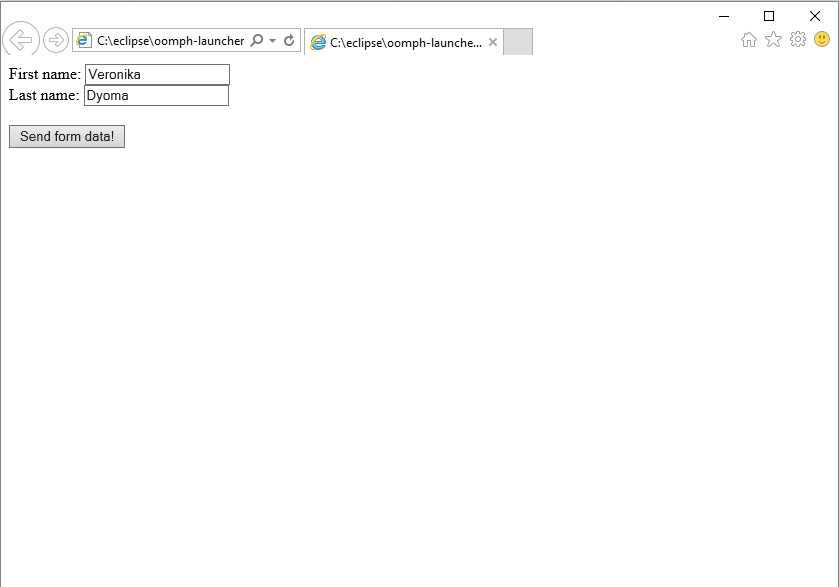 C:\eclipse\oomph-launcher
C:\eclipse\oomph-launche...
First name: Veronika
Last name: Dyoma
Send form data!